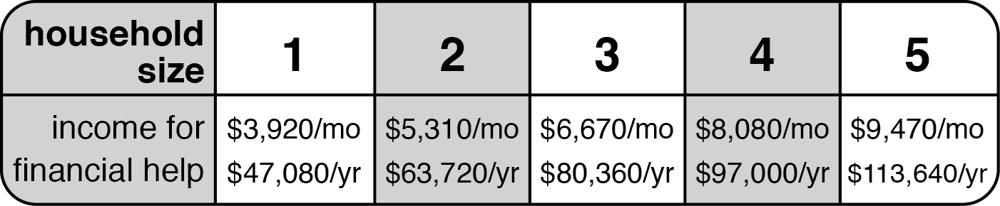 household size 1 2 3 4 5
income for $3,920/mo $5,310/mo $6,670/mo $8,080/mo $9,470/mo
financial help $47,080/yr $63,720/yr $80,360/yr $97,000/yr $113,640/yr